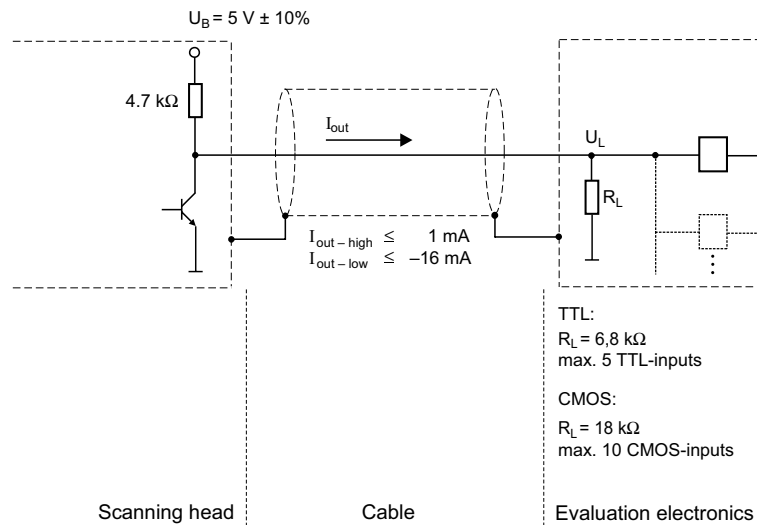 U_B = 5 V ± 10%
4.7 kΩ
I_out
U_L
R_L
I_out – high ≤ 1 mA
I_out – low ≤ –16 mA
TTL:
R_L = 6,8 kΩ
max. 5 TTL-inputs
CMOS:
R_L = 18 kΩ
max. 10 CMOS-inputs
Scanning head
Cable
Evaluation electronics